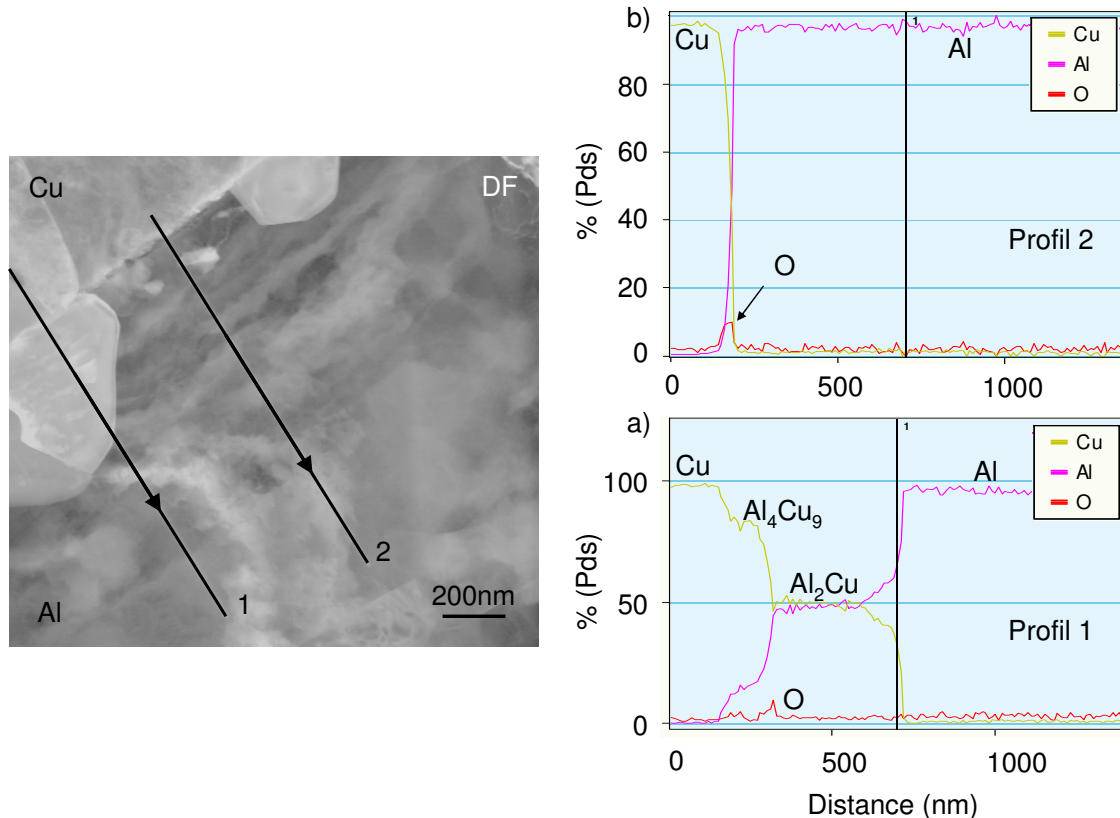 Cu
DF
2
1
200nm
Al
b)
Cu
Al
O
Cu
Al
1
80
60
40
20
0
% (Pds)
O
Profil 2
0
500
1000
a)
Cu
Al
O
Cu
Al
1
100
50
0
% (Pds)
Al₄Cu₉
Al₂Cu
O
Profil 1
0
500
1000
Distance (nm)